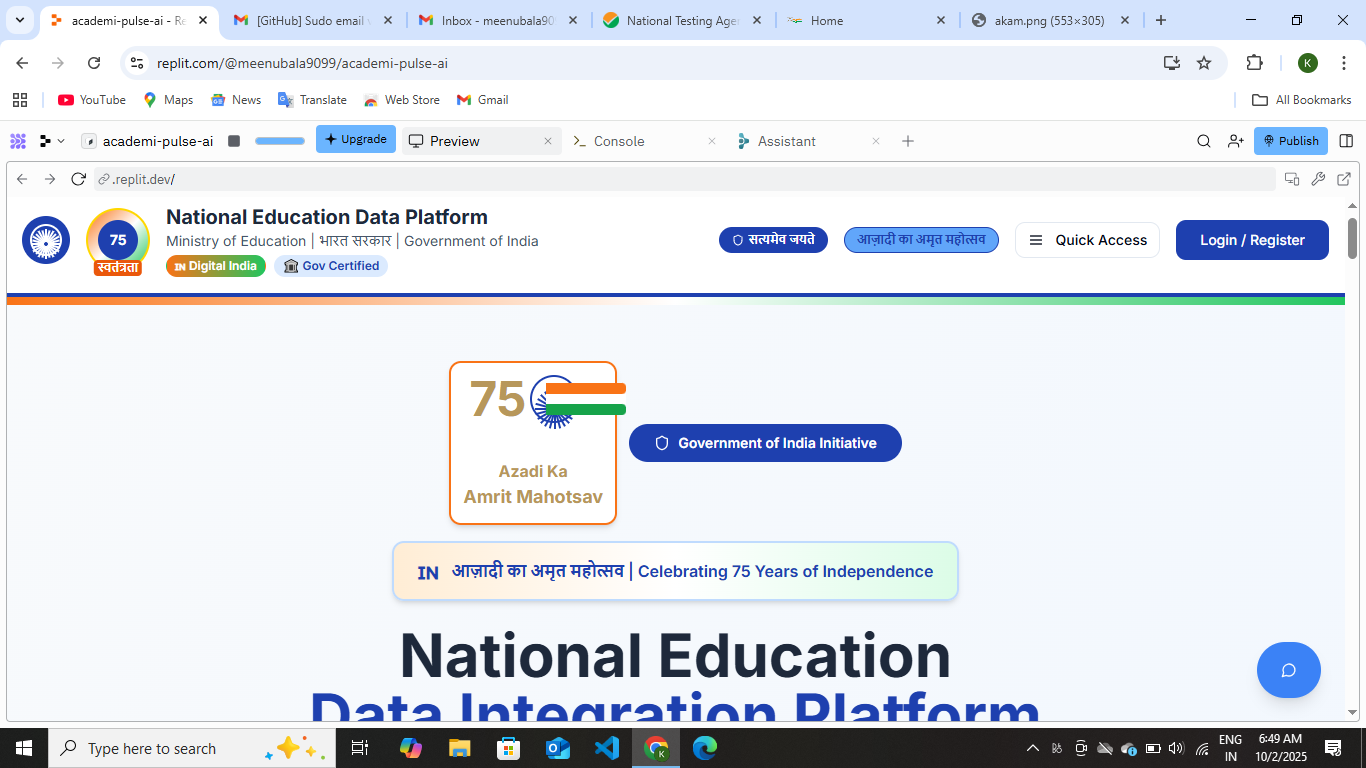 academi-pulse-ai - Re
[GitHub] Sudo email v
Inbox - meenubala909
National Testing Agen
Home
akam.png (553×305)
replit.com/@meenubala9099/academi-pulse-ai
K
YouTube
Maps
News
Translate
Web Store
Gmail
All Bookmarks
academi-pulse-ai
Upgrade
Preview
Console
Assistant
Publish
.replit.dev/
75
स्वतंत्रता
National Education Data Platform
Ministry of Education | भारत सरकार | Government of India
IN Digital India
Gov Certified
सत्यमेव जयते
आज़ादी का अमृत महोत्सव
Quick Access
Login / Register
75
Azadi Ka
Amrit Mahotsav
Government of India Initiative
IN आज़ादी का अमृत महोत्सव | Celebrating 75 Years of Independence
National Education
Data Integration Platform
Type here to search
K
ENG
IN
6:49 AM
10/2/2025